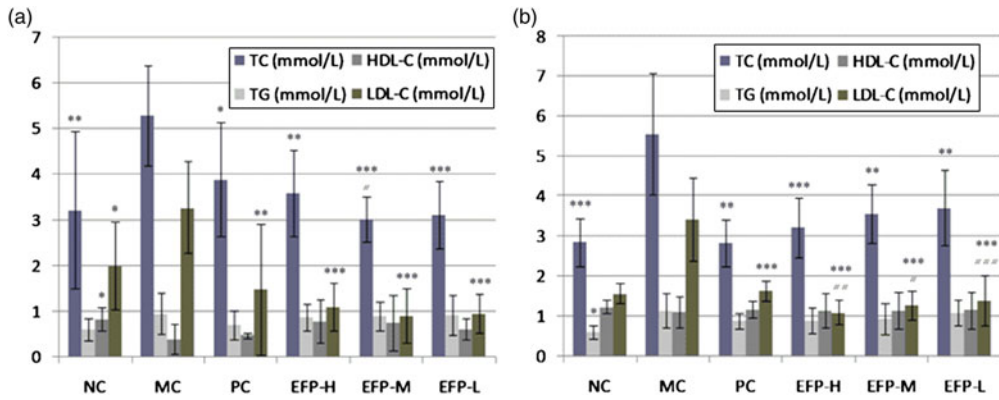 (a)
7
6
5
4
3
2
1
0
TC (mmol/L) HDL-C (mmol/L)
TG (mmol/L) LDL-C (mmol/L)
** * * * ** ** *** *** # *** *** ***
NC MC PC EFP-H EFP-M EFP-L
(b)
8
7
6
5
4
3
2
1
0
TC (mmol/L) HDL-C (mmol/L)
TG (mmol/L) LDL-C (mmol/L)
*** * ** *** *** *** ## ** *** # ** *** ###
NC MC PC EFP-H EFP-M EFP-L